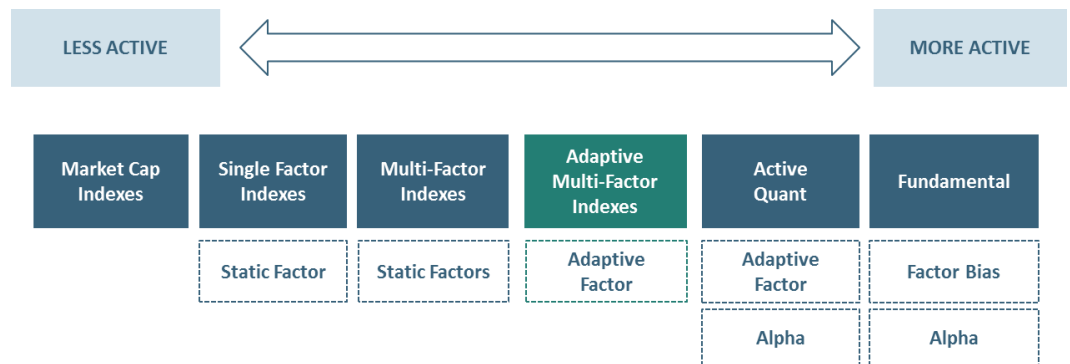 LESS ACTIVE
MORE ACTIVE
Market Cap
Indexes
Single Factor
Indexes
Multi-Factor
Indexes
Adaptive
Multi-Factor
Indexes
Active
Quant
Fundamental
Static Factor
Static Factors
Adaptive
Factor
Adaptive
Factor
Factor Bias
Alpha
Alpha